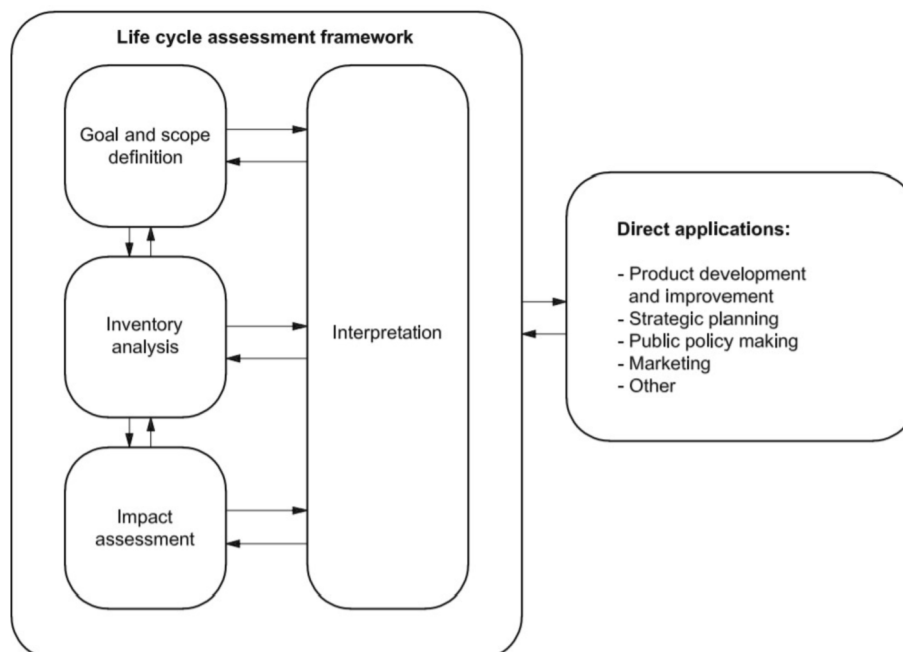 Life cycle assessment framework
Goal and scope
definition
Inventory
analysis
Impact
assessment
Interpretation
Direct applications:
- Product development
and improvement
- Strategic planning
- Public policy making
- Marketing
- Other